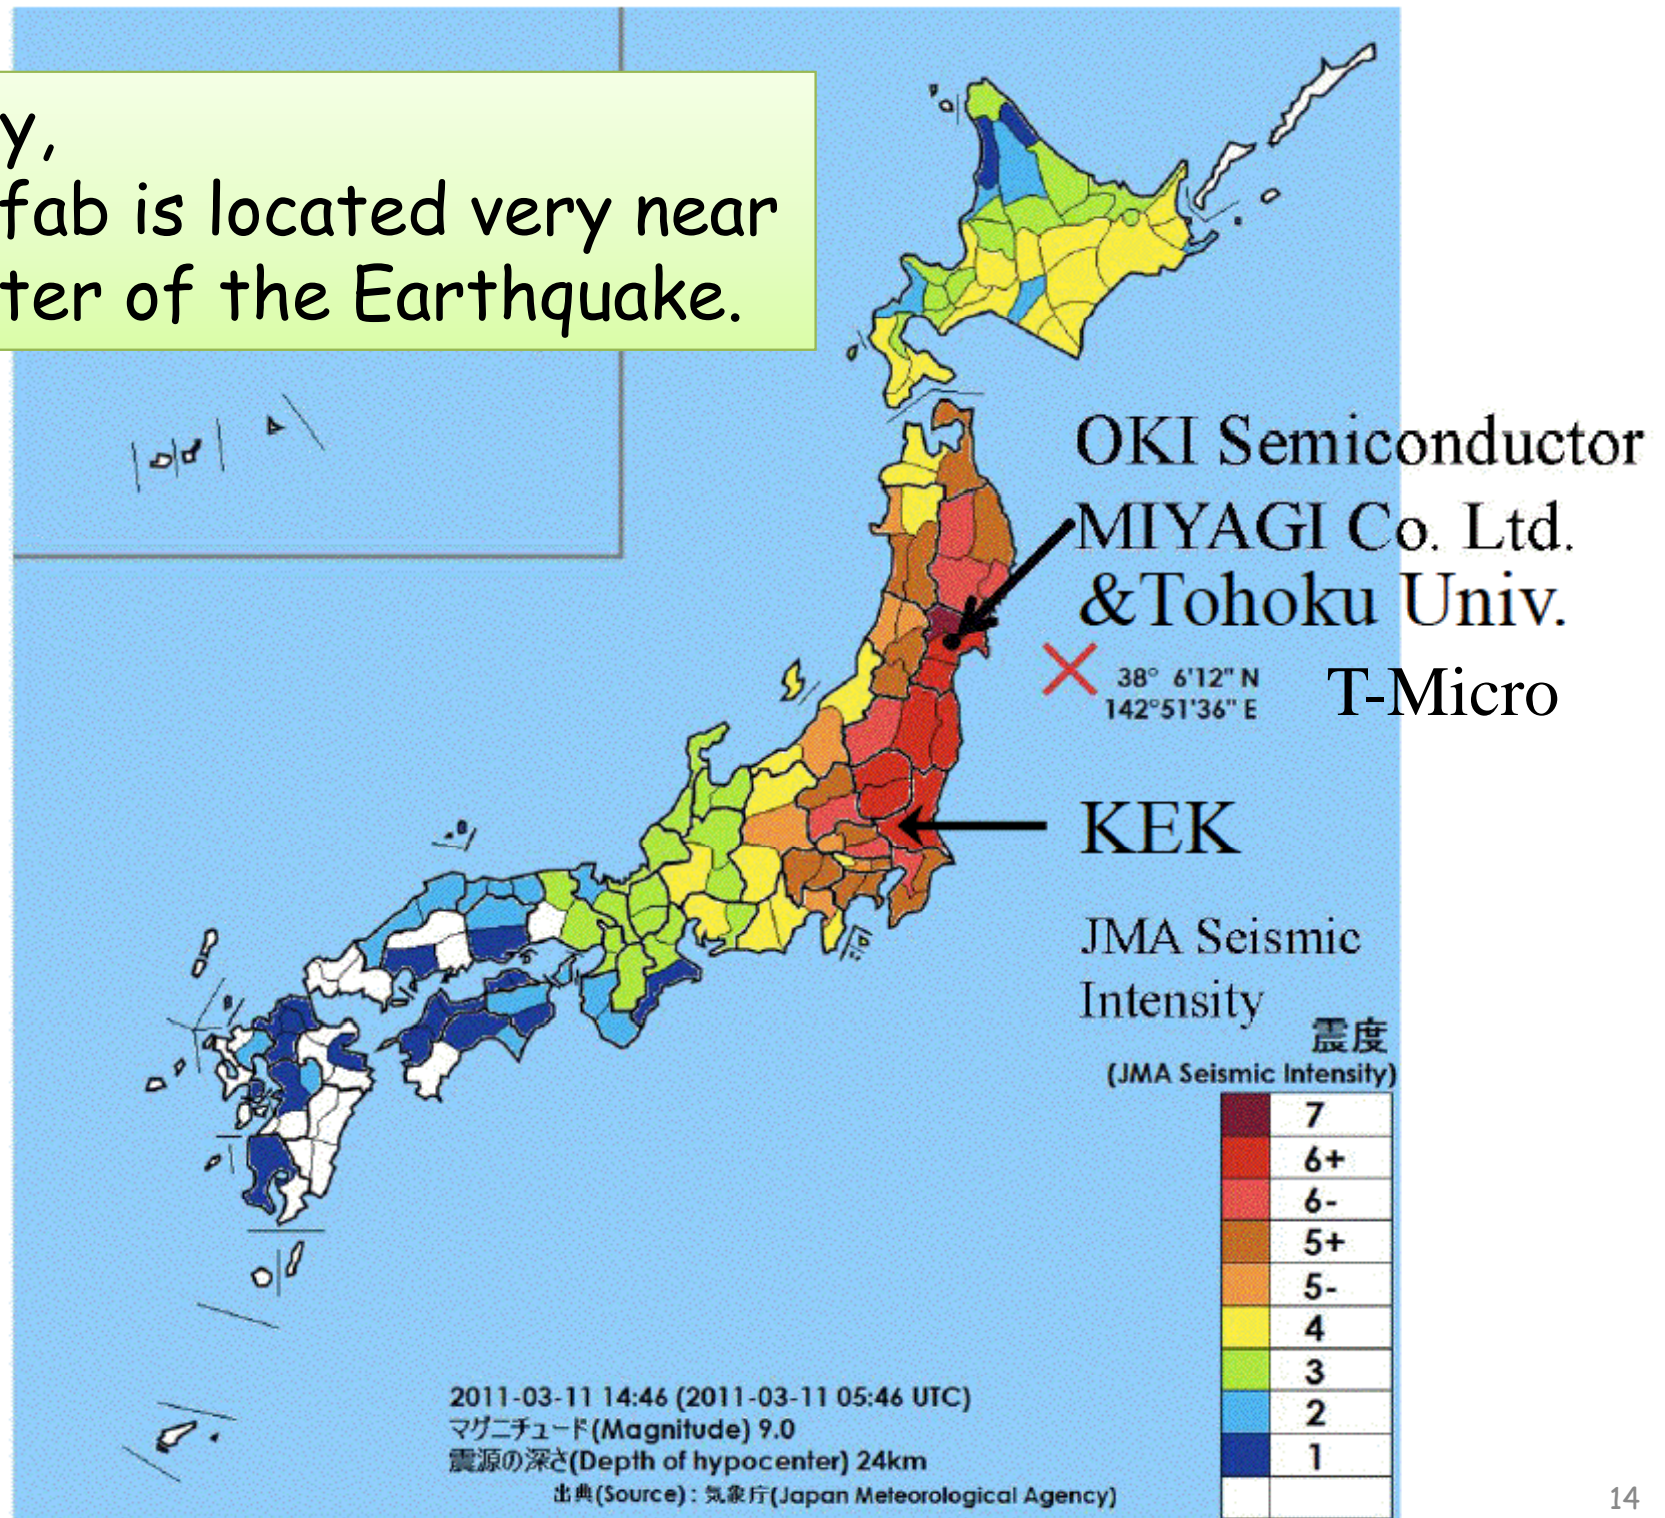 y,
fab is located very near
ter of the Earthquake.
OKI Semiconductor
MIYAGI Co. Ltd.
&Tohoku Univ.
38° 6'12" N
142°51'36" E
T-Micro
KEK
JMA Seismic
Intensity
震度
(JMA Seismic Intensity)
7
6+
6-
5+
5-
4
3
2
1
2011-03-11 14:46 (2011-03-11 05:46 UTC)
マグニチュード(Magnitude) 9.0
震源の深さ(Depth of hypocenter) 24km
出典(Source) : 気象庁(Japan Meteorological Agency)
14